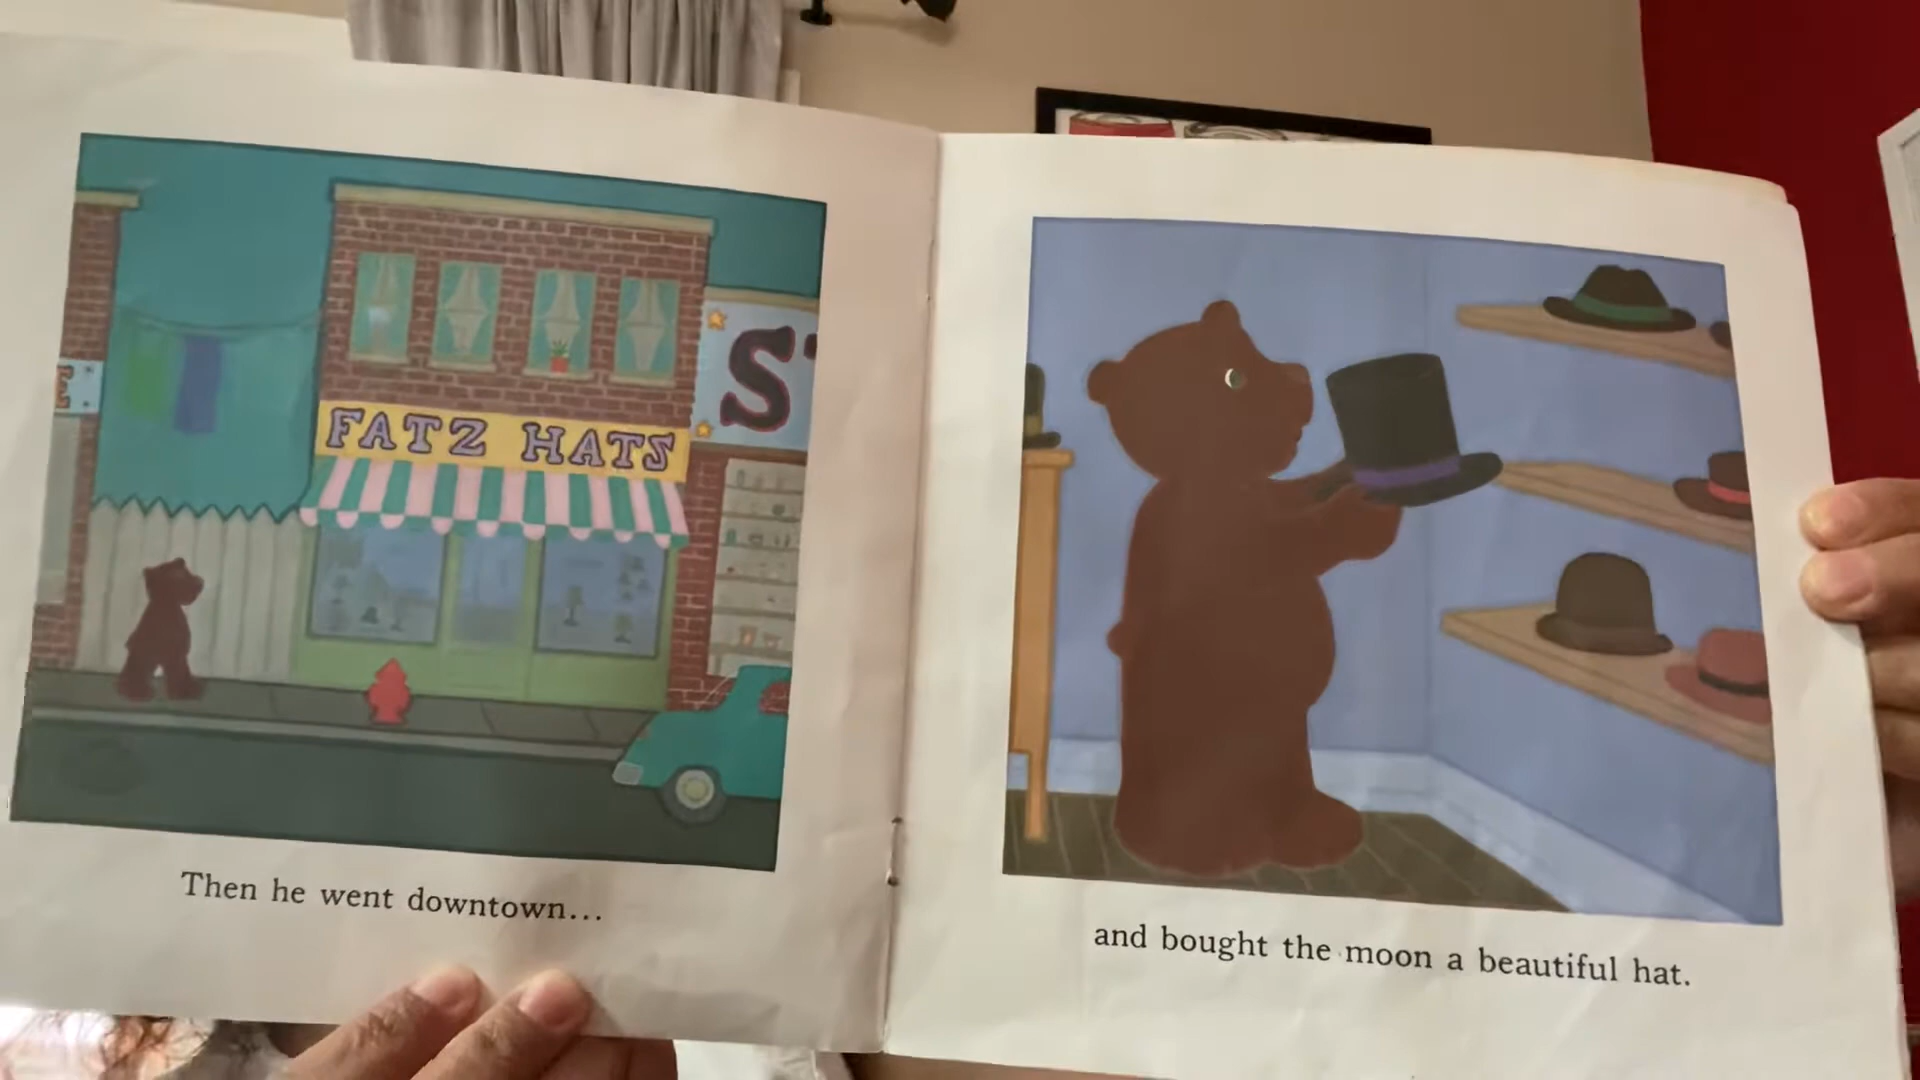 E
FATZ HATS
S
Then he went downtown...
and bought the moon a beautiful hat.